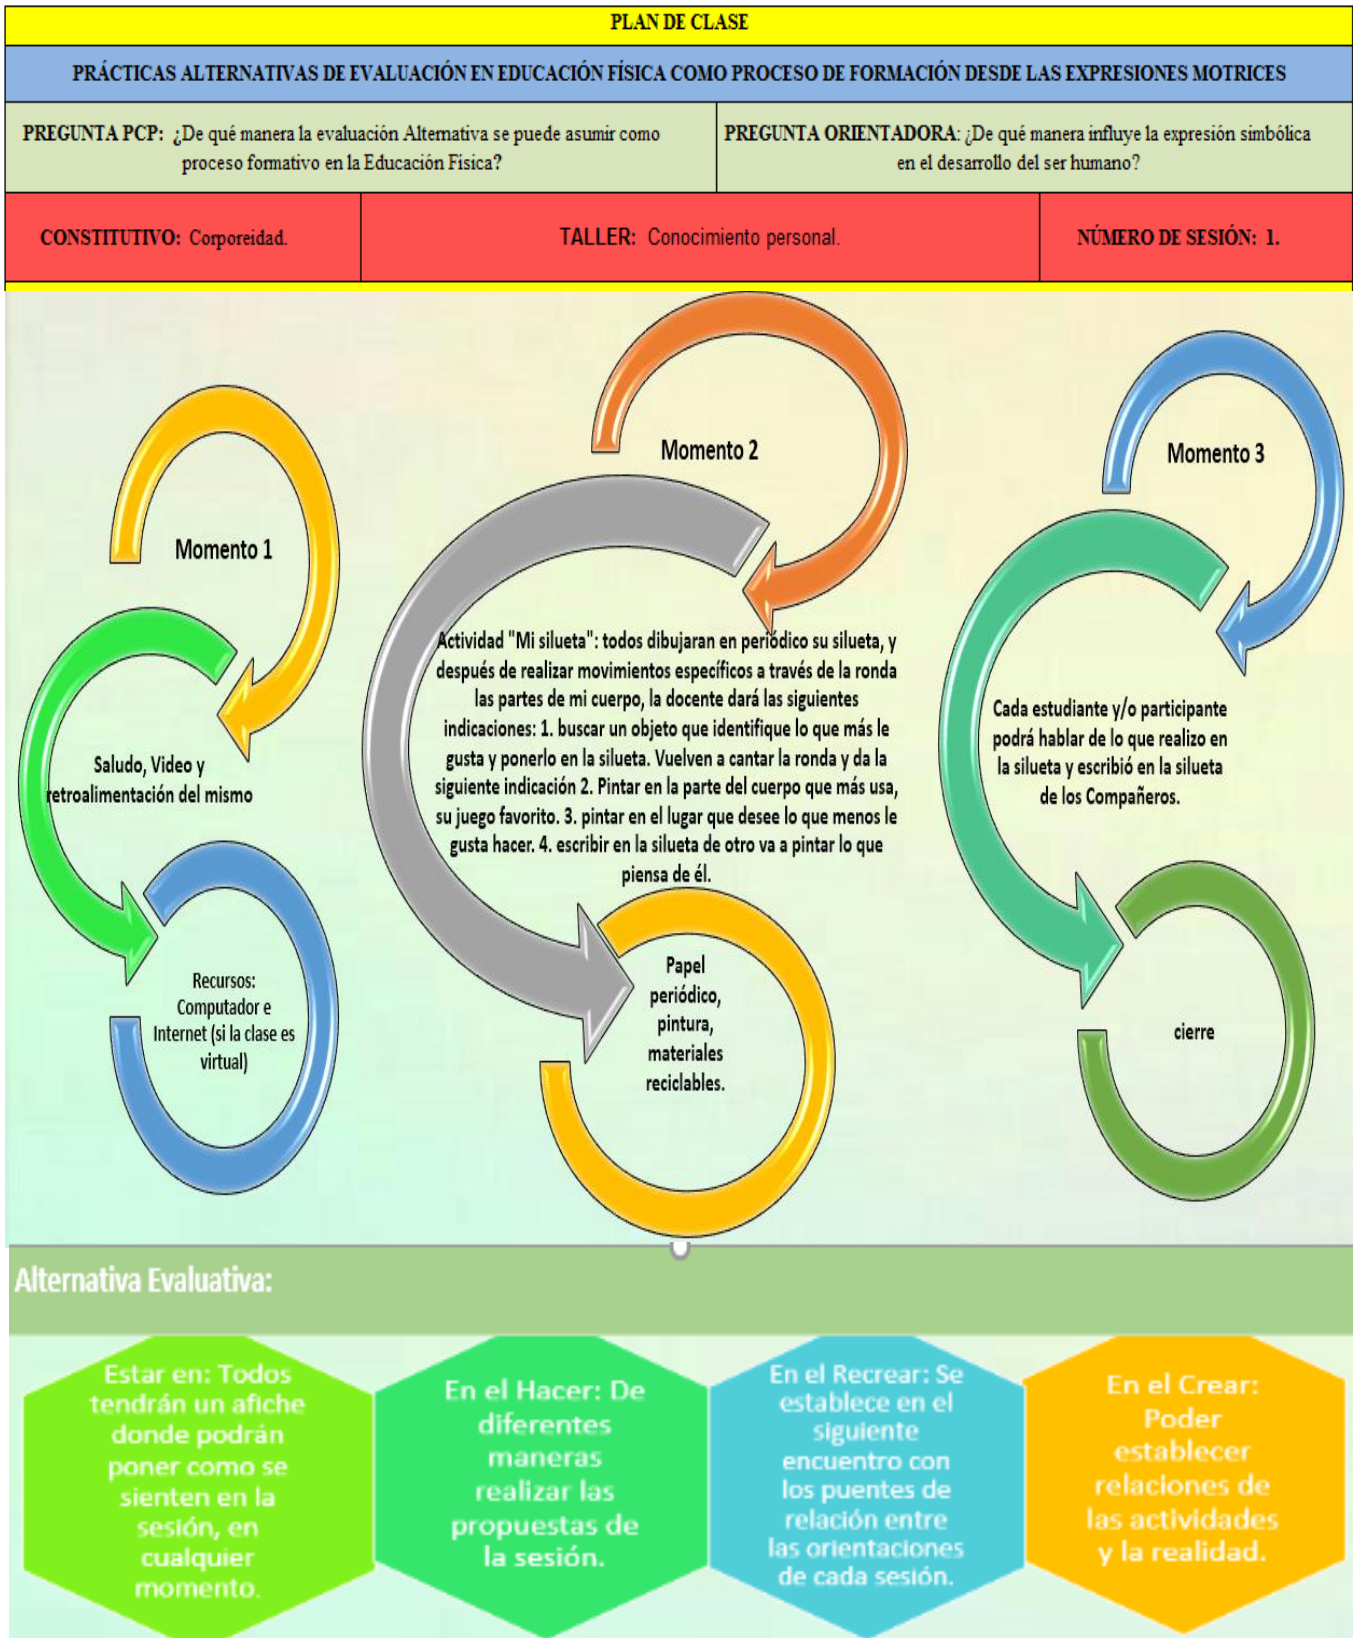 PLAN DE CLASE
PRÁCTICAS ALTERNATIVAS DE EVALUACIÓN EN EDUCACIÓN FÍSICA COMO PROCESO DE FORMACIÓN DESDE LAS EXPRESIONES MOTRICES
PREGUNTA PCP: ¿De qué manera la evaluación Alternativa se puede asumir como
proceso formativo en la Educación Física?
PREGUNTA ORIENTADORA: ¿De qué manera influye la expresión simbólica
en el desarrollo del ser humano?
CONSTITUTIVO: Corporeidad.
TALLER: Conocimiento personal.
NÚMERO DE SESIÓN: 1.
Momento 1
Saludo, Video y
retroalimentación del mismo
Recursos:
Computador e
Internet (si la clase es
virtual)
Momento 2
Actividad "Mi silueta": todos dibujaran en periódico su silueta, y
después de realizar movimientos específicos a través de la ronda
las partes de mi cuerpo, la docente dará las siguientes
indicaciones: 1. buscar un objeto que identifique lo que más le
gusta y ponerlo en la silueta. Vuelven a cantar la ronda y da la
siguiente indicación 2. Pintar en la parte del cuerpo que más usa,
su juego favorito. 3. pintar en el lugar que desee lo que menos le
gusta hacer. 4. escribir en la silueta de otro va a pintar lo que
piensa de él.
Papel
periódico,
pintura,
materiales
reciclables.
Momento 3
Cada estudiante y/o participante
podrá hablar de lo que realizo en
la silueta y escribió en la silueta
de los Compañeros.
cierre
Alternativa Evaluativa:
Estar en: Todos
tendrán un afiche
donde podrán
poner como se
sienten en la
sesión, en
cualquier
momento.
En el Hacer: De
diferentes
maneras
realizar las
propuestas de
la sesión.
En el Recrear: Se
establece en el
siguiente
encuentro con
los puentes de
relación entre
las orientaciones
de cada sesión.
En el Crear:
Poder
establecer
relaciones de
las actividades
y la realidad.